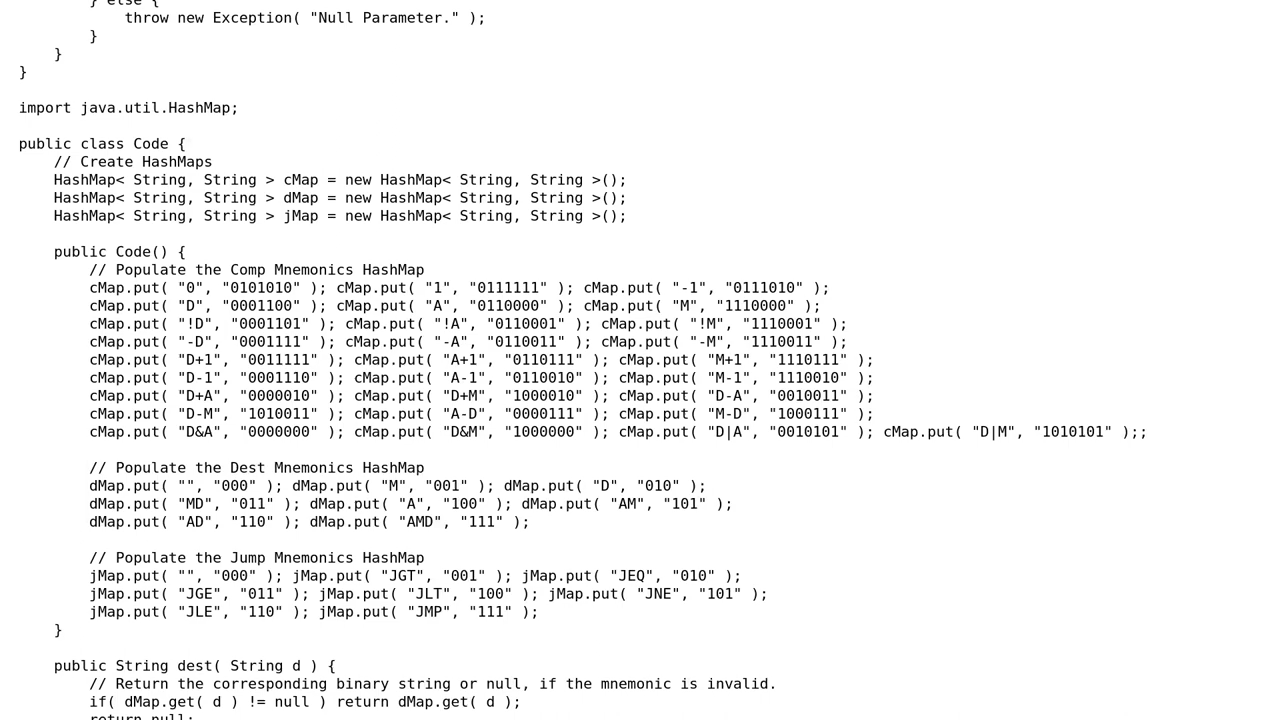 } else {
throw new Exception( "Null Parameter." );
}
}
}
import java.util.HashMap;
public class Code {
// Create HashMaps
HashMap< String, String > cMap = new HashMap< String, String >();
HashMap< String, String > dMap = new HashMap< String, String >();
HashMap< String, String > jMap = new HashMap< String, String >();
public Code() {
// Populate the Comp Mnemonics HashMap
cMap.put( "0", "0101010" ); cMap.put( "1", "0111111" ); cMap.put( "-1", "0111010" );
cMap.put( "D", "0001100" ); cMap.put( "A", "0110000" ); cMap.put( "M", "1110000" );
cMap.put( "!D", "0001101" ); cMap.put( "!A", "0110001" ); cMap.put( "!M", "1110001" );
cMap.put( "-D", "0001111" ); cMap.put( "-A", "0110011" ); cMap.put( "-M", "1110011" );
cMap.put( "D+1", "0011111" ); cMap.put( "A+1", "0110111" ); cMap.put( "M+1", "1110111" );
cMap.put( "D-1", "0001110" ); cMap.put( "A-1", "0110010" ); cMap.put( "M-1", "1110010" );
cMap.put( "D+A", "0000010" ); cMap.put( "D+M", "1000010" ); cMap.put( "D-A", "0010011" );
cMap.put( "D-M", "1010011" ); cMap.put( "A-D", "0000111" ); cMap.put( "M-D", "1000111" );
cMap.put( "D&A", "0000000" ); cMap.put( "D&M", "1000000" ); cMap.put( "D|A", "0010101" ); cMap.put( "D|M", "1010101" );;
// Populate the Dest Mnemonics HashMap
dMap.put( "", "000" ); dMap.put( "M", "001" ); dMap.put( "D", "010" );
dMap.put( "MD", "011" ); dMap.put( "A", "100" ); dMap.put( "AM", "101" );
dMap.put( "AD", "110" ); dMap.put( "AMD", "111" );
// Populate the Jump Mnemonics HashMap
jMap.put( "", "000" ); jMap.put( "JGT", "001" ); jMap.put( "JEQ", "010" );
jMap.put( "JGE", "011" ); jMap.put( "JLT", "100" ); jMap.put( "JNE", "101" );
jMap.put( "JLE", "110" ); jMap.put( "JMP", "111" );
}
public String dest( String d ) {
// Return the corresponding binary string or null, if the mnemonic is invalid.
if( dMap.get( d ) != null ) return dMap.get( d );
return null;